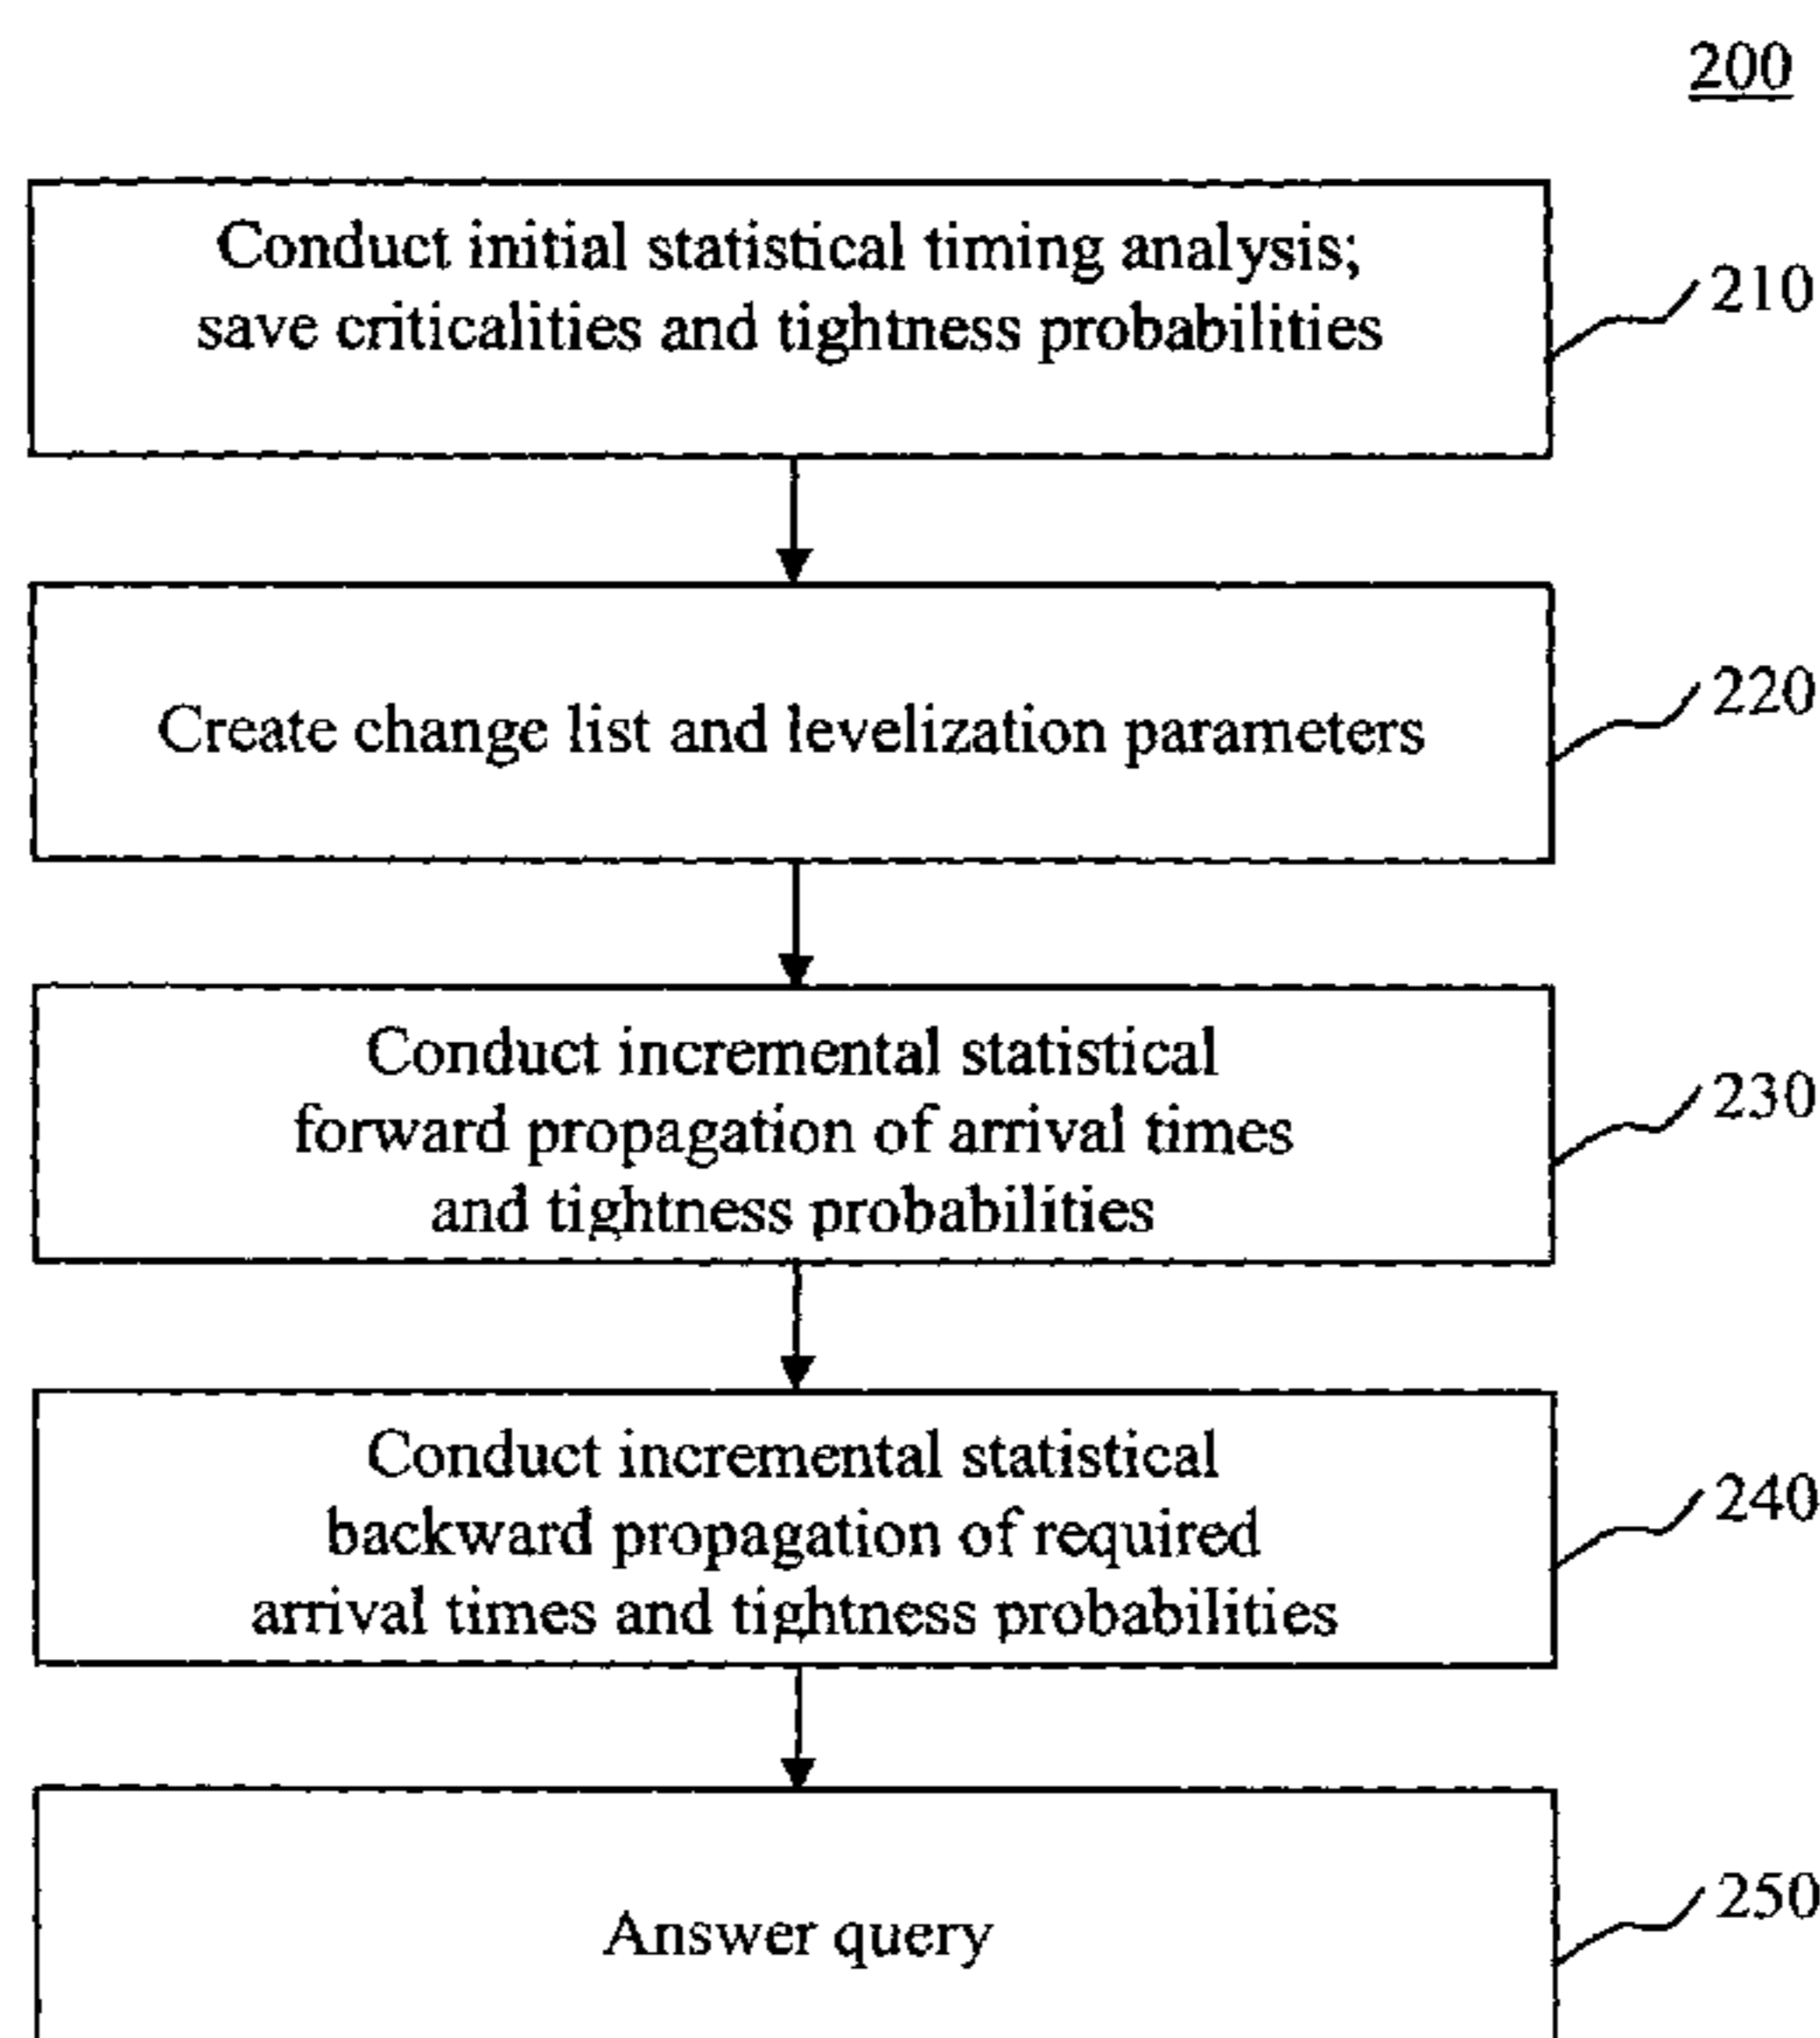 200
Conduct initial statistical timing analysis;
save criticalities and tightness probabilities
210
Create change list and levelization parameters
220
Conduct incremental statistical
forward propagation of arrival times
and tightness probabilities
230
Conduct incremental statistical
backward propagation of required
arrival times and tightness probabilities
240
Answer query
250